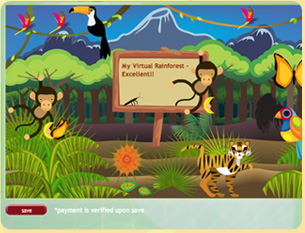 My Virtual Rainforest -
Excellent!!
save
*payment is verified upon save